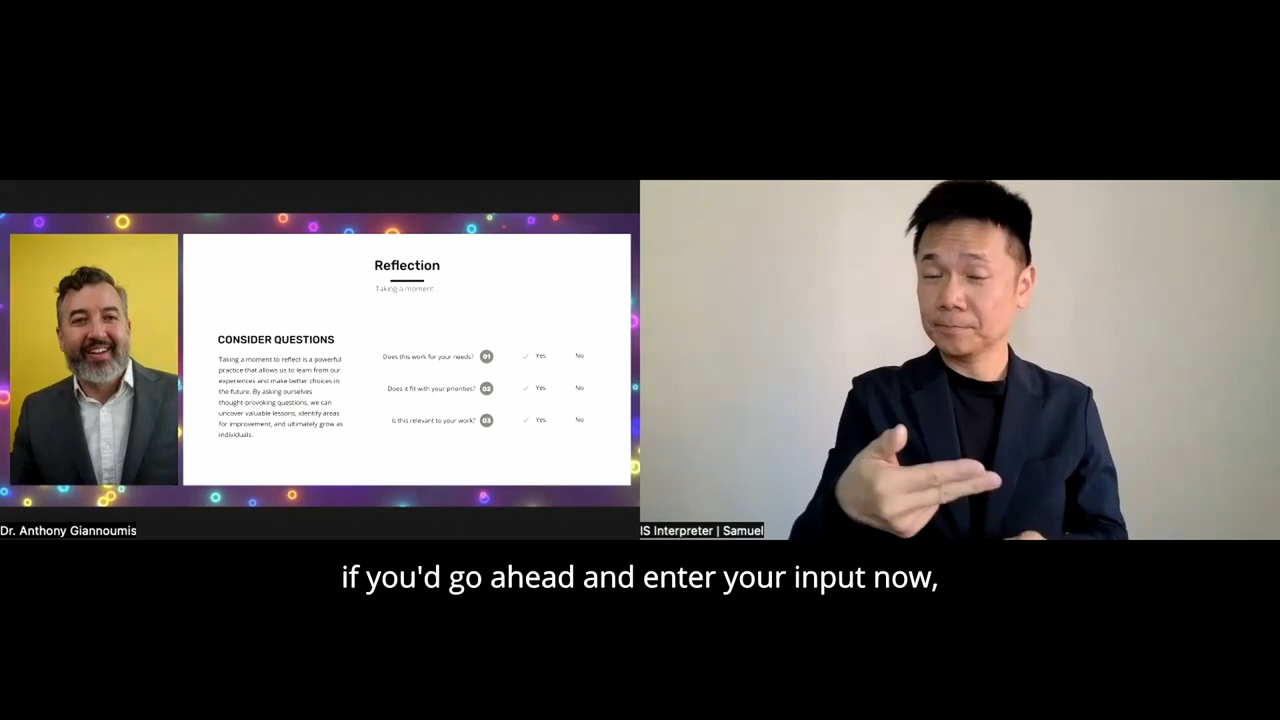 Reflection
Taking a moment
CONSIDER QUESTIONS
Taking a moment to reflect is a powerful
practice that allows us to learn from our
experiences and make better choices in
the future. By asking ourselves
thought-provoking questions, we can
uncover valuable lessons, identify areas
for improvement, and ultimately grow as
individuals.
Does this work for your needs? 01 Yes No
Does it fit with your priorities? 02 Yes No
Is this relevant to your work? 03 Yes No
Dr. Anthony Giannoumis
IS Interpreter | Samuel
if you'd go ahead and enter your input now,